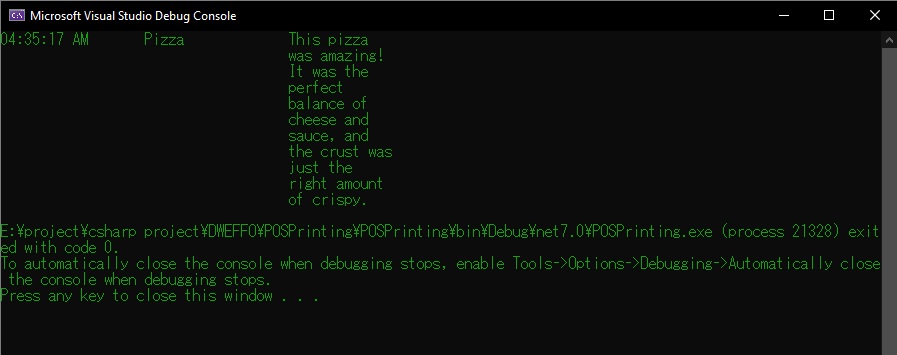 Microsoft Visual Studio Debug Console
04:35:17 AM Pizza This pizza
was amazing!
It was the
perfect
balance of
cheese and
sauce, and
the crust was
just the
right amount
of crispy.
E:¥project¥csharp project¥DWEFFO¥POSPrinting¥POSPrinting¥bin¥Debug¥net7.0¥POSPrinting.exe (process 21328) exit
ed with code 0.
To automatically close the console when debugging stops, enable Tools->Options->Debugging->Automatically close
the console when debugging stops.
Press any key to close this window . . .